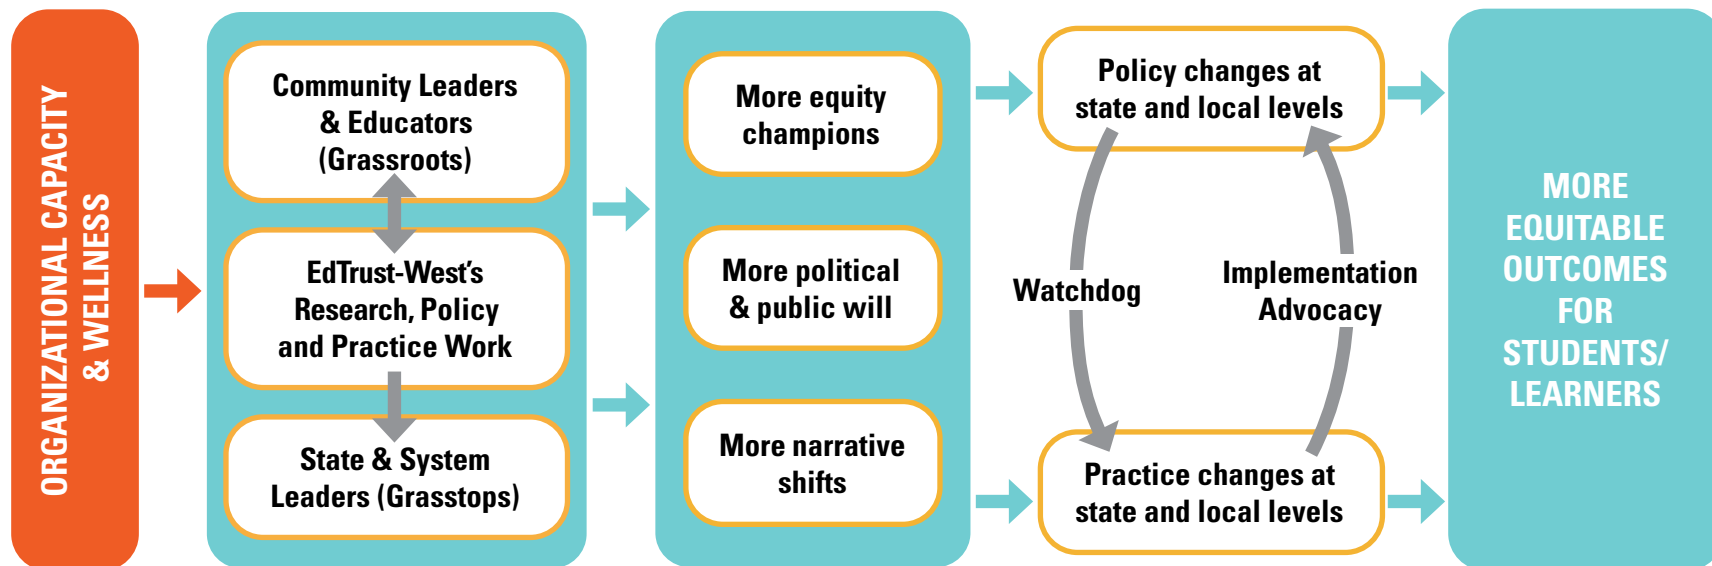 ORGANIZATIONAL CAPACITY
& WELLNESS
Community Leaders
& Educators
(Grassroots)
EdTrust-West’s
Research, Policy
and Practice Work
State & System
Leaders (Grasstops)
More equity
champions
More political
& public will
More narrative
shifts
Policy changes at
state and local levels
Watchdog
Implementation
Advocacy
Practice changes at
state and local levels
MORE
EQUITABLE
OUTCOMES
FOR
STUDENTS/
LEARNERS